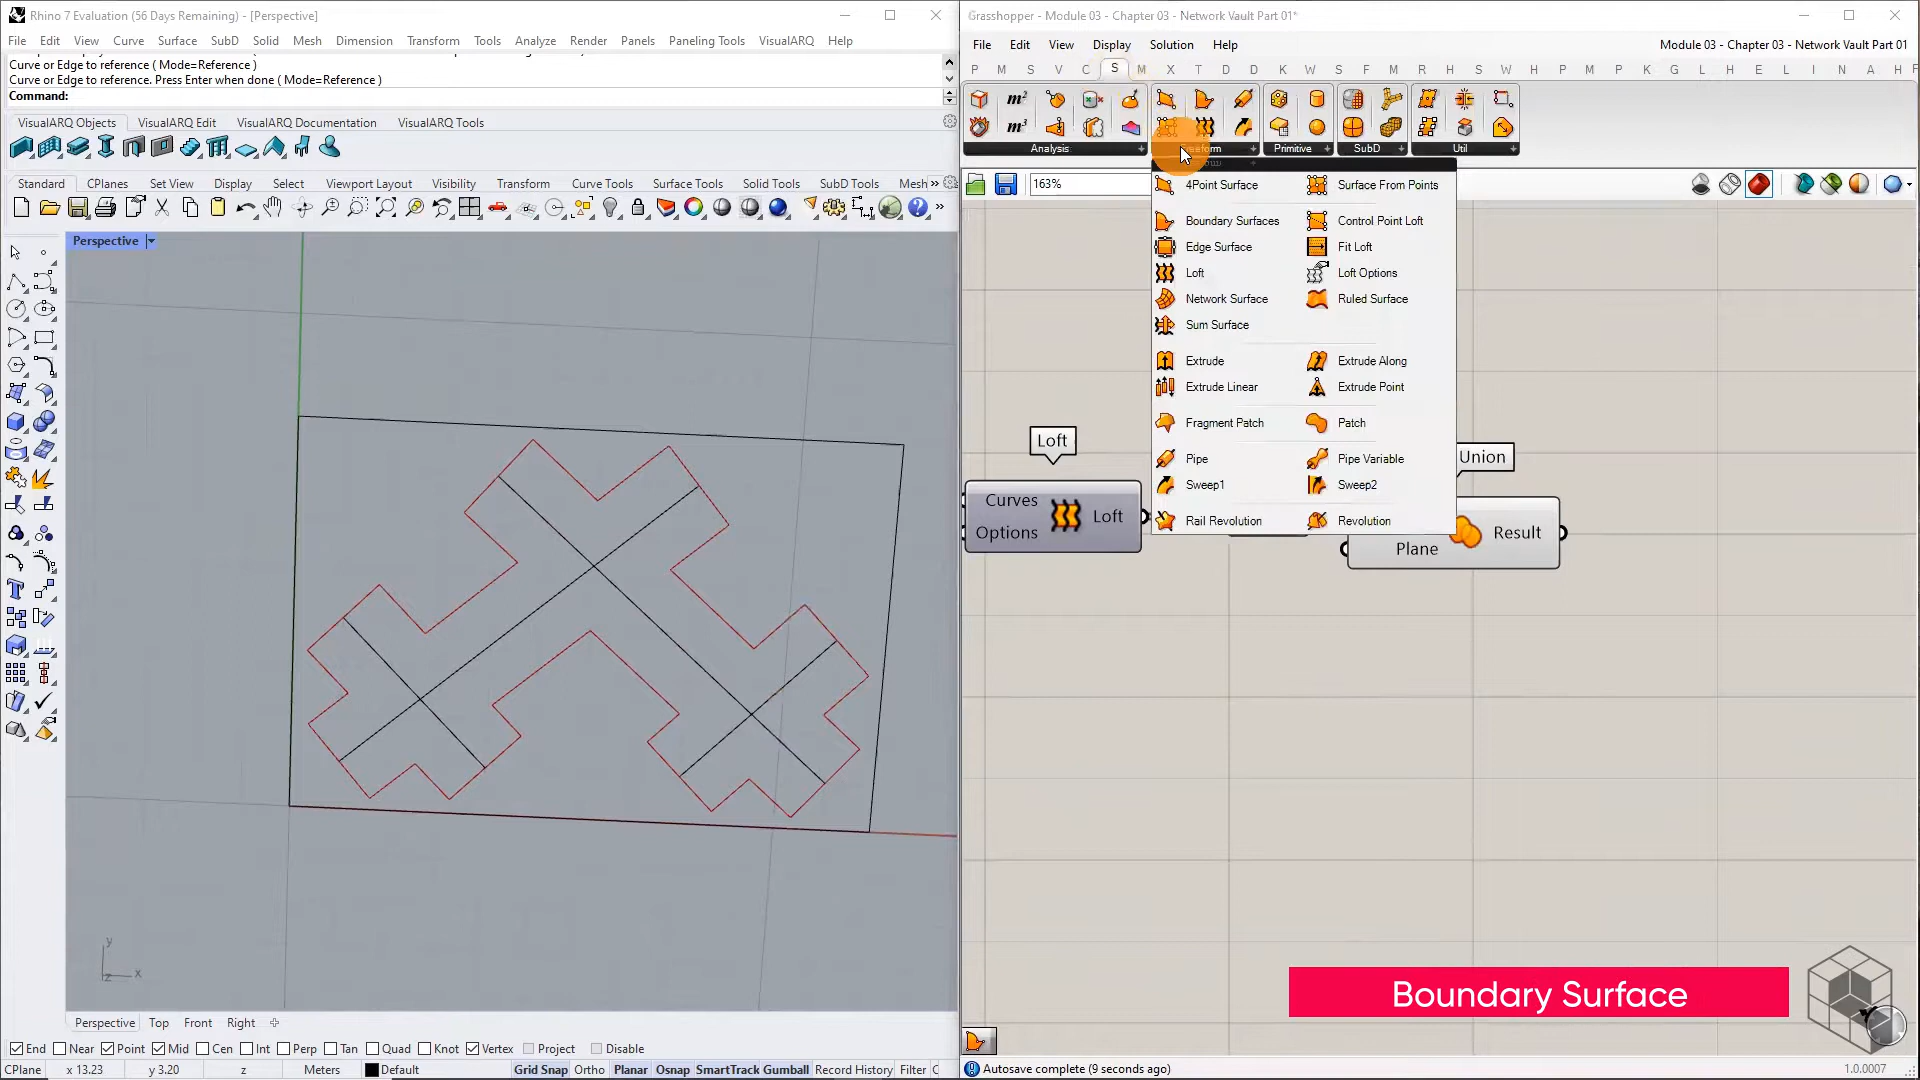 Rhino 7 Evaluation (56 Days Remaining) - [Perspective]
File Edit View Curve Surface SubD Solid Mesh Dimension Transform Tools Analyze Render Panels Paneling Tools VisualARQ Help
Curve or Edge to reference ( Mode=Reference )
Curve or Edge to reference. Press Enter when done ( Mode=Reference )
Command:
VisualARQ Objects VisualARQ Edit VisualARQ Documentation VisualARQ Tools
Standard CPlanes Set View Display Select Viewport Layout Visibility Transform Curve Tools Surface Tools Solid Tools SubD Tools Mesh »
Perspective
y
z x
Perspective Top Front Right
End Near Point Mid Cen Int Perp Tan Quad Knot Vertex Project Disable
CPlane x 13.23 y 3.20 z Meters Default Grid Snap Ortho Planar Osnap SmartTrack Gumball Record History Filter C
Grasshopper - Module 03 - Chapter 03 - Network Vault Part 01*
File Edit View Display Solution Help Module 03 - Chapter 03 - Network Vault Part 01
P M S V C S M X T D D K W S F M R H S W H P M F G L H E L I N A H F
m²
m³
Analysis Freeform Primitive SubD Util
163%
4Point Surface Surface From Points
Boundary Surfaces Control Point Loft
Edge Surface Fit Loft
Loft Loft Options
Network Surface Ruled Surface
Sum Surface
Extrude Extrude Along
Extrude Linear Extrude Point
Fragment Patch Patch
Pipe Pipe Variable
Sweep1 Sweep2
Rail Revolution Revolution
Loft
Curves
Options
Loft
Union
Plane
Result
Boundary Surface
Autosave complete (9 seconds ago)
1.0.0007